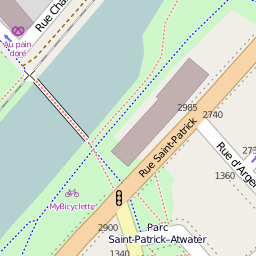 Rue Cha
Au pain
doré
2985
2740
Rue Saint-Patrick
Rue d'Argen
273
1360
MyBicyclette
2900
Parc
Saint-Patrick-Atwater
1340